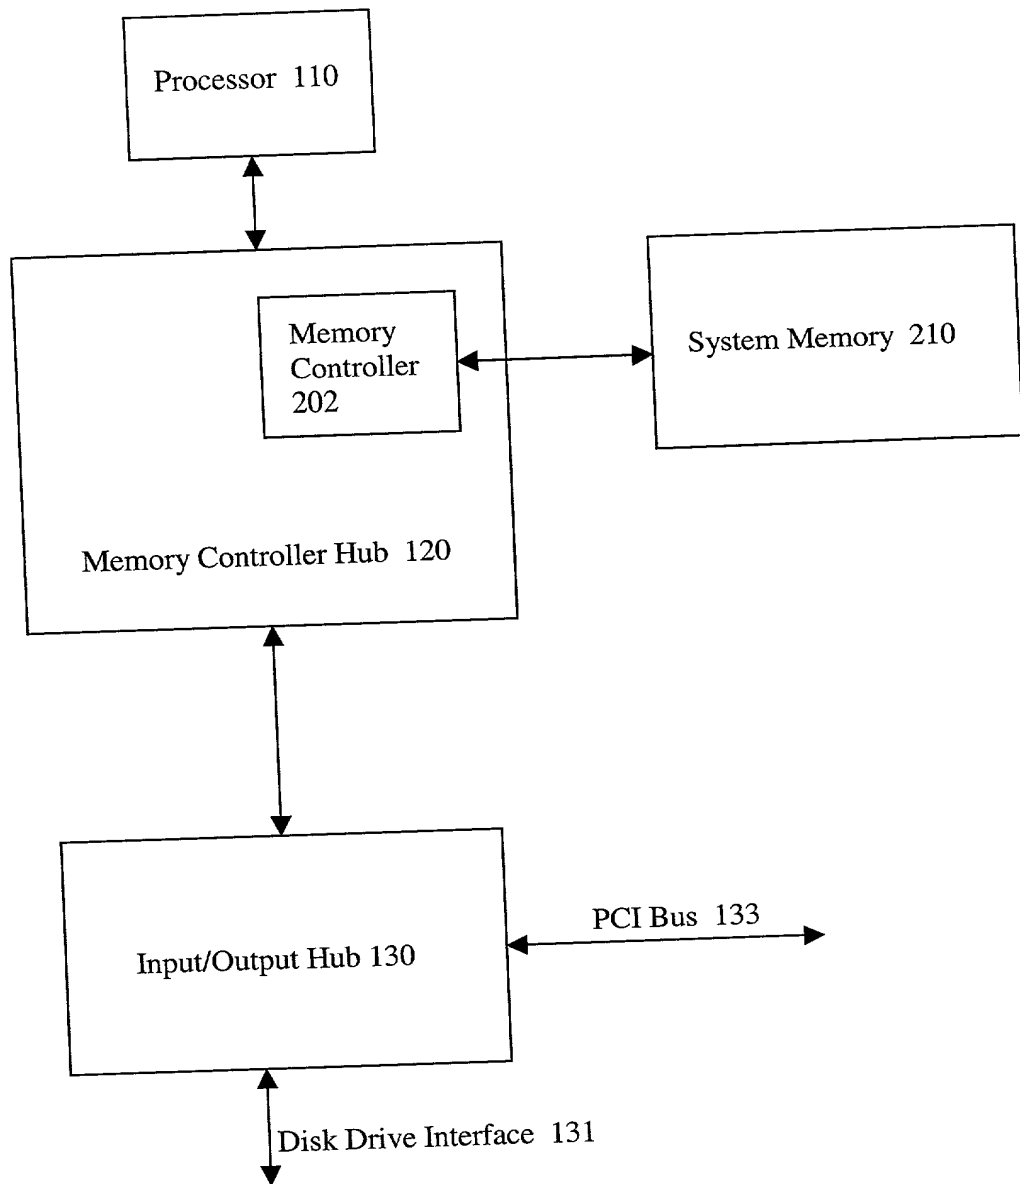 Processor 110
Memory
Controller
202
System Memory 210
Memory Controller Hub 120
PCI Bus 133
Input/Output Hub 130
Disk Drive Interface 131